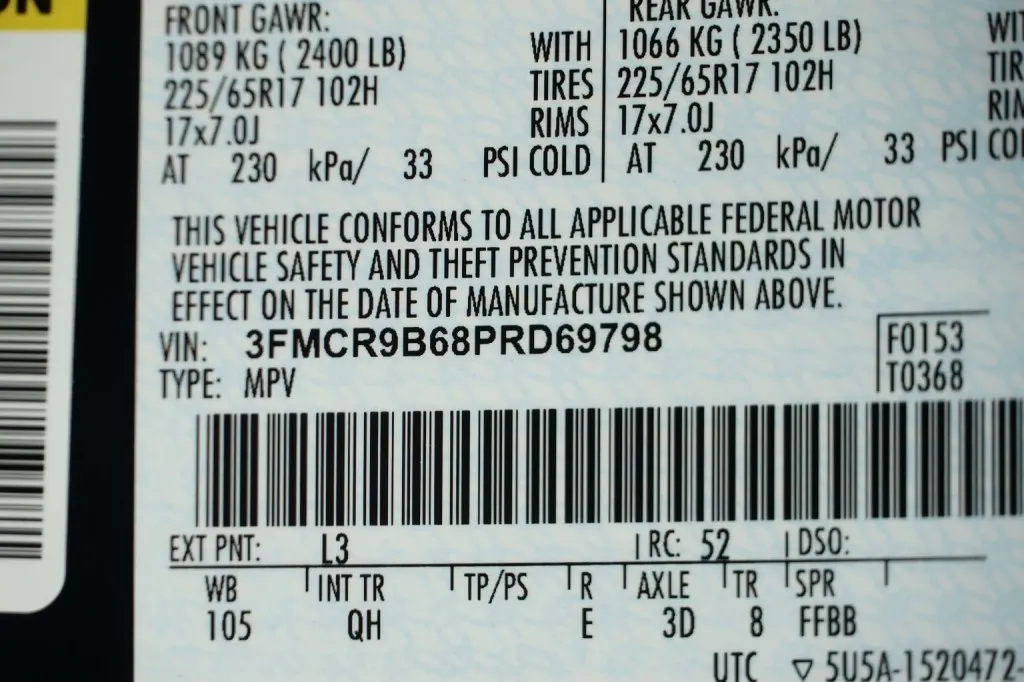 FRONT GAWR:
REAR GAWR:
1089 KG ( 2400 LB) WITH 1066 KG ( 2350 LB)
225/65R17 102H TIRES 225/65R17 102H
17x7.0J RIMS 17x7.0J
AT 230 kPa/ 33 PSI COLD AT 230 kPa/ 33 PSI
THIS VEHICLE CONFORMS TO ALL APPLICABLE FEDERAL MOTOR
VEHICLE SAFETY AND THEFT PREVENTION STANDARDS IN
EFFECT ON THE DATE OF MANUFACTURE SHOWN ABOVE.
VIN: 3FMCR9B68PRD69798 F0153
TYPE: MPV T0368
EXT PNT: L3 RC: 52 DSO:
WB INT TR TP/PS R AXLE TR SPR
105 QH E 3D 8 FFBB
UTC ▽ 5U5A-1520472-